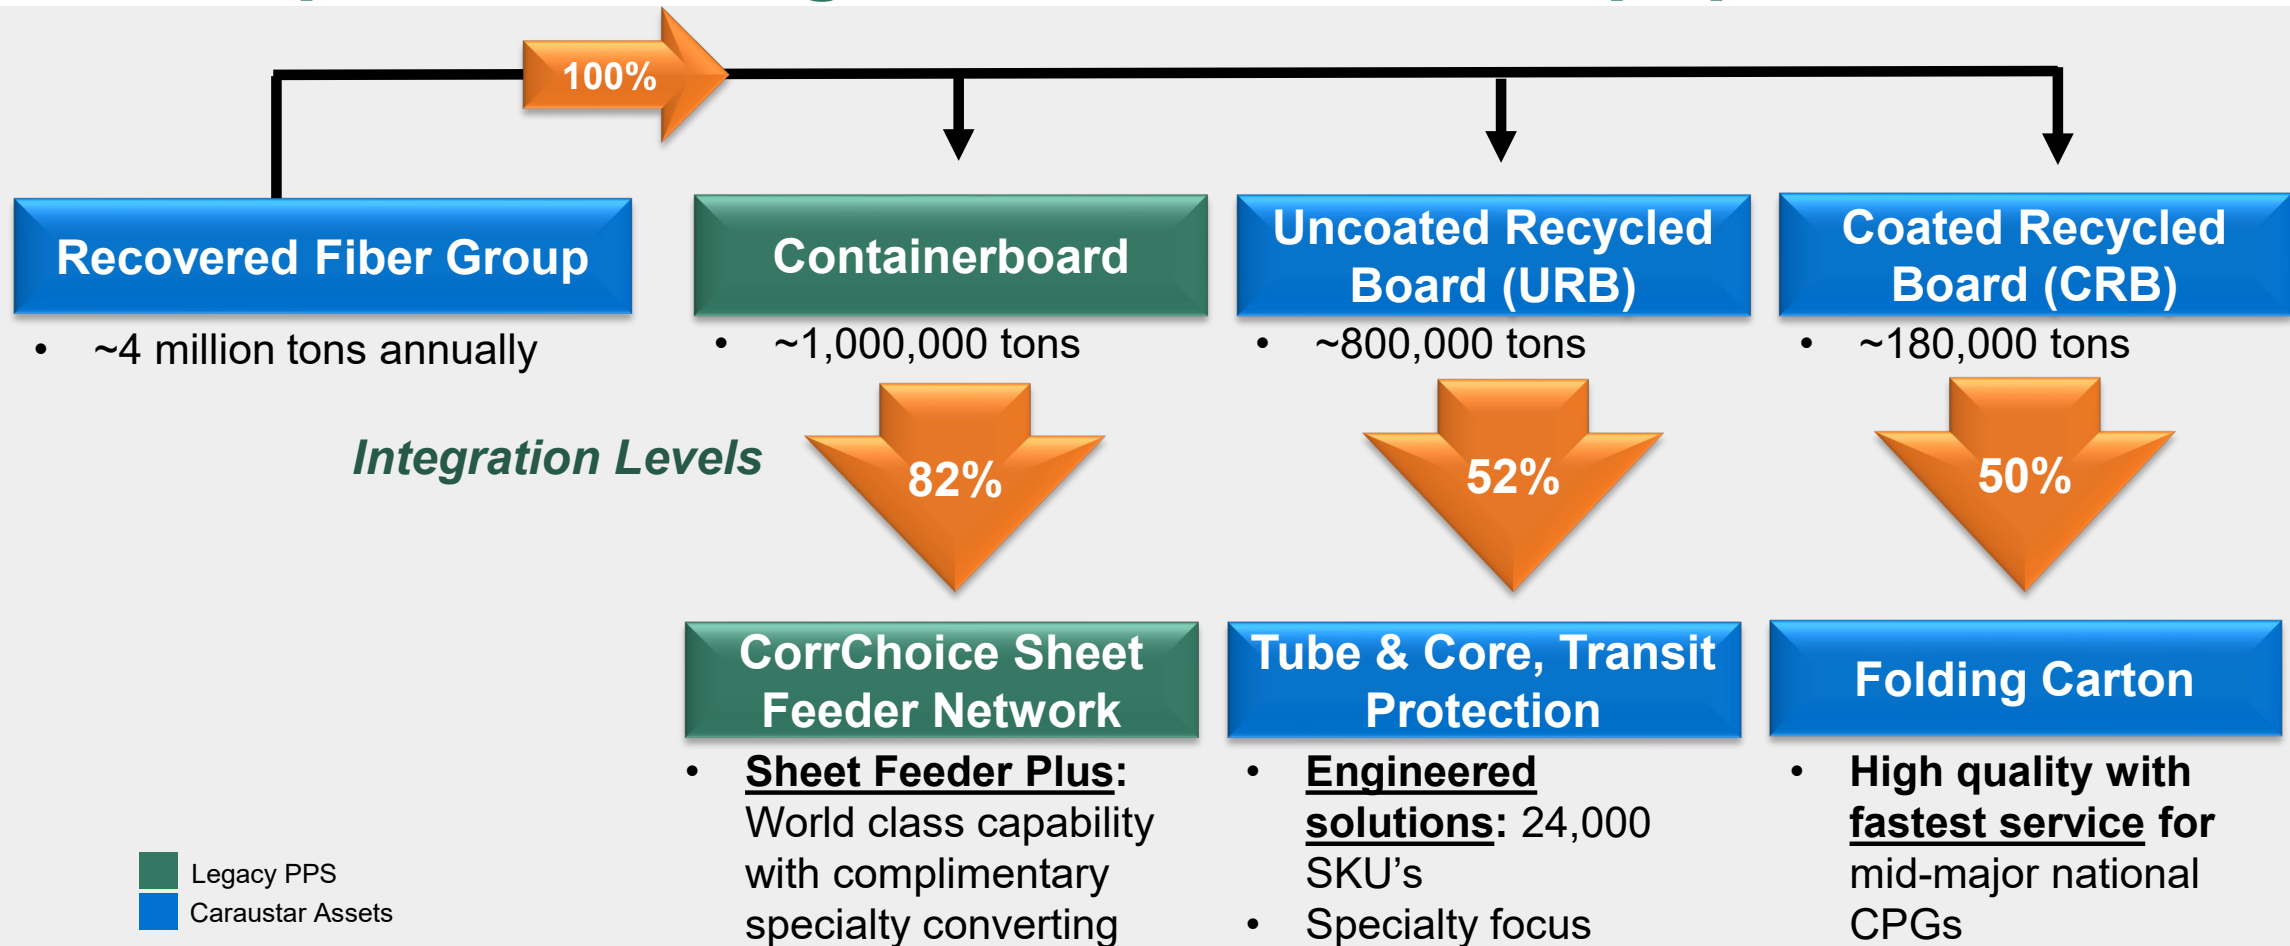 100%
Recovered Fiber Group
• ~4 million tons annually
Containerboard
• ~1,000,000 tons
Uncoated Recycled
Board (URB)
• ~800,000 tons
Coated Recycled
Board (CRB)
• ~180,000 tons
Integration Levels
82%
52%
50%
CorrChoice Sheet
Feeder Network
• Sheet Feeder Plus:
World class capability
with complimentary
specialty converting
Tube & Core, Transit
Protection
• Engineered
solutions: 24,000
SKU’s
• Specialty focus
Folding Carton
• High quality with
fastest service for
mid-major national
CPGs
Legacy PPS
Caraustar Assets